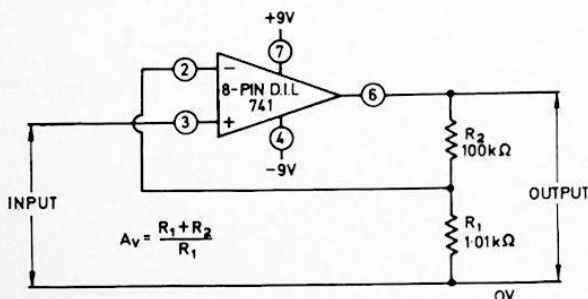 +9V
7
2
−
8-PIN D.I.L
741
6
3
+
4
−9V
R2
100kΩ
INPUT
OUTPUT
Av = R1 + R2
R1
R1
1·01kΩ
0V